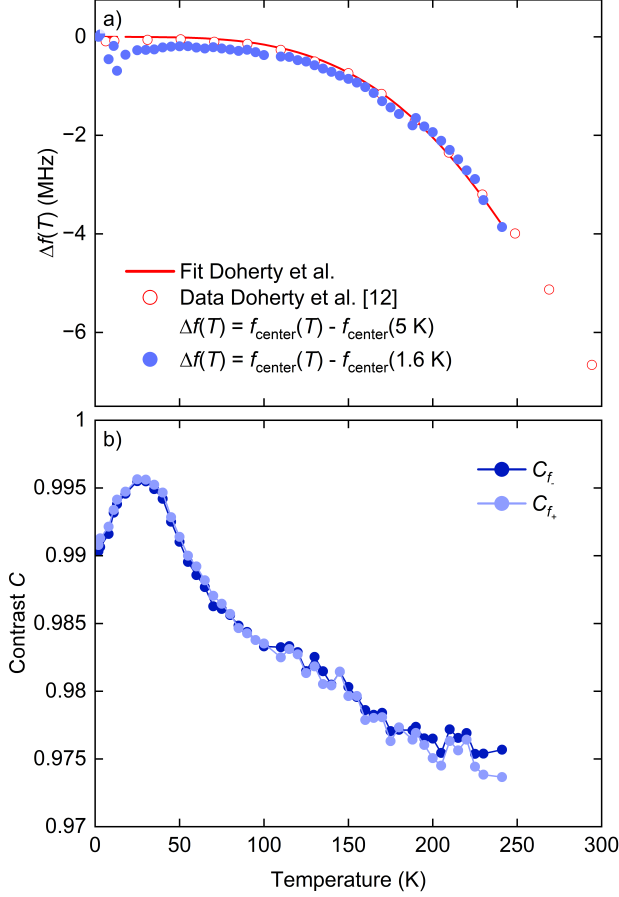 a)
0
−2
−4
−6
Δf(T) (MHz)
Fit Doherty et al.
Data Doherty et al. [12]
Δf(T) = fcenter(T) - fcenter(5 K)
Δf(T) = fcenter(T) - fcenter(1.6 K)
b)
1
0.995
0.99
0.985
0.98
0.975
0.97
Contrast C
Cf-
Cf+
0
50
100
150
200
250
300
Temperature (K)